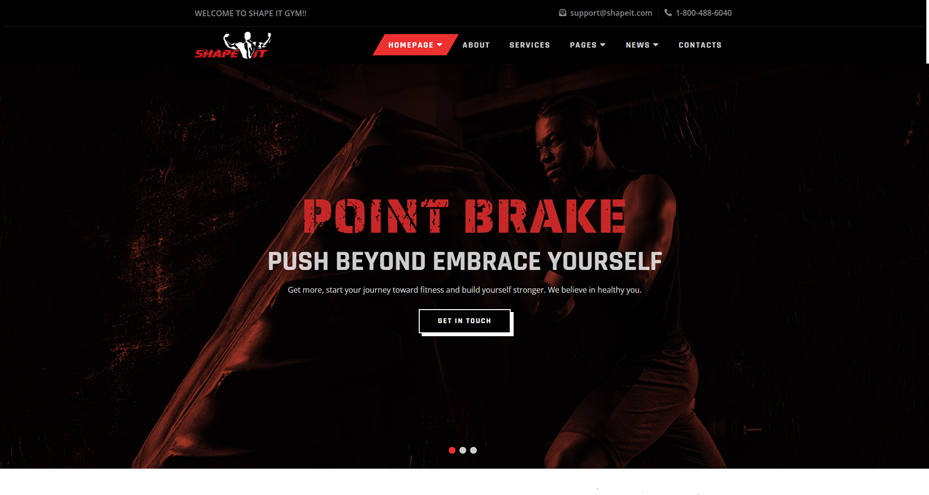 WELCOME TO SHAPE IT GYM!!
support@shapeit.com
1-800-488-6040
SHAPE IT
HOMEPAGE
ABOUT
SERVICES
PAGES
NEWS
CONTACTS
POINT BRAKE
PUSH BEYOND EMBRACE YOURSELF
Get more, start your journey toward fitness and build yourself stronger. We believe in healthy you.
GET IN TOUCH